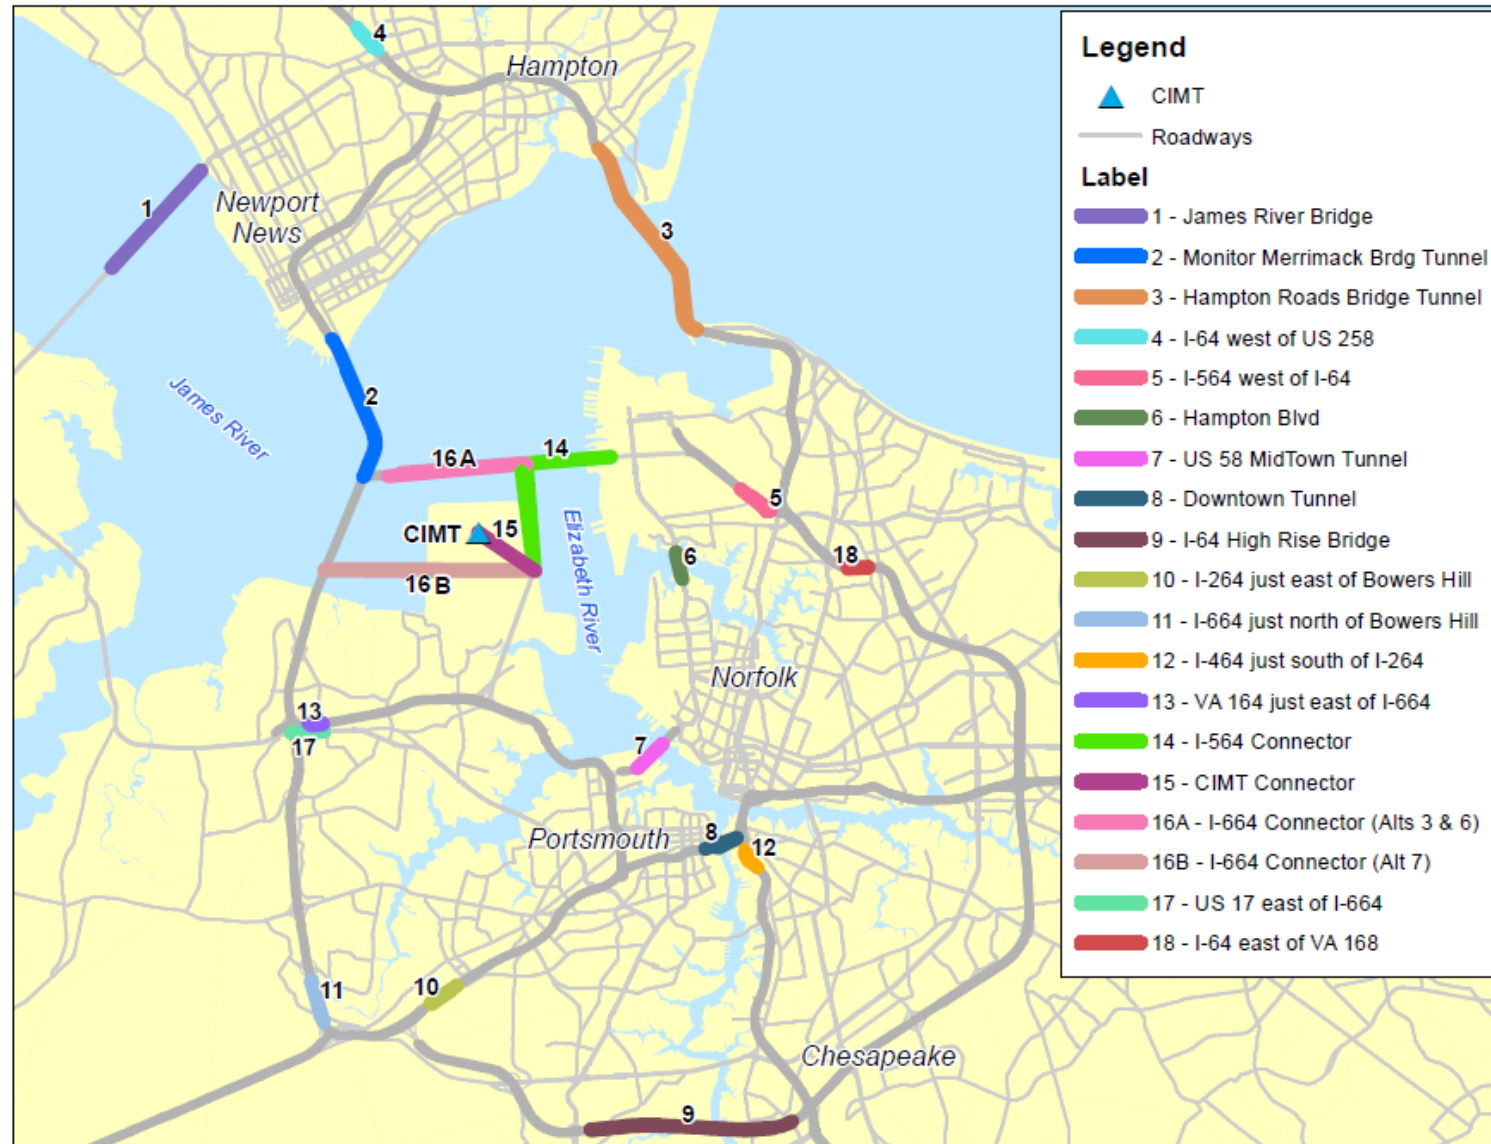 4
Hampton
Newport
News
1
3
2
James River
16A
14
5
CIMT
15
16B
Elizabeth River
6
18
Norfolk
13
17
7
Portsmouth
8
12
11
10
Chesapeake
9
Legend
CIMT
Roadways
Label
1 - James River Bridge
2 - Monitor Merrimack Brdg Tunnel
3 - Hampton Roads Bridge Tunnel
4 - I-64 west of US 258
5 - I-564 west of I-64
6 - Hampton Blvd
7 - US 58 MidTown Tunnel
8 - Downtown Tunnel
9 - I-64 High Rise Bridge
10 - I-264 just east of Bowers Hill
11 - I-664 just north of Bowers Hill
12 - I-464 just south of I-264
13 - VA 164 just east of I-664
14 - I-564 Connector
15 - CIMT Connector
16A - I-664 Connector (Alts 3 & 6)
16B - I-664 Connector (Alt 7)
17 - US 17 east of I-664
18 - I-64 east of VA 168